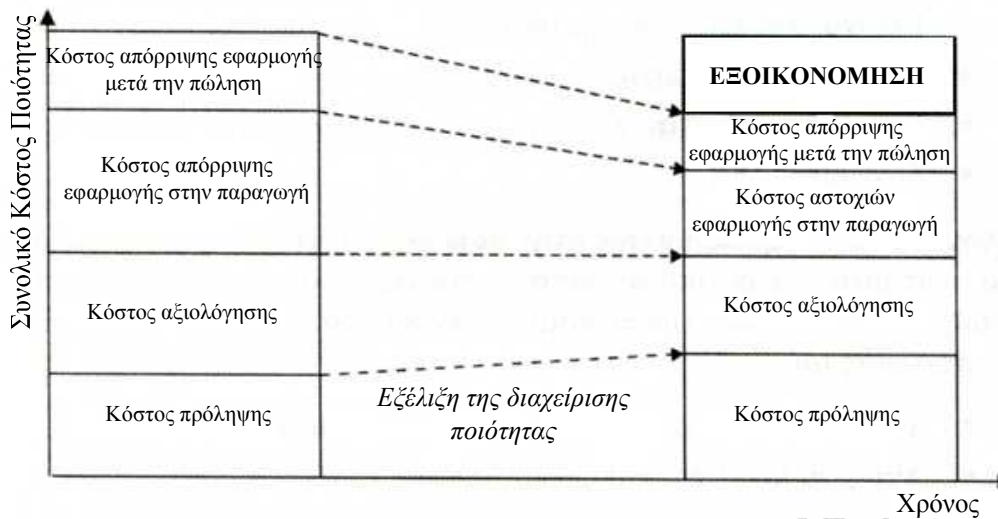 Συνολικό Κόστος Ποιότητας
Κόστος απόρριψης εφαρμογής
μετά την πώληση
Κόστος απόρριψης
εφαρμογής στην παραγωγή
Κόστος αξιολόγησης
Κόστος πρόληψης
Εξέλιξη της διαχείρισης
ποιότητας
ΕΞΟΙΚΟΝΟΜΗΣΗ
Κόστος απόρριψης
εφαρμογής μετά την πώληση
Κόστος αστοχιών
εφαρμογής στην παραγωγή
Κόστος αξιολόγησης
Κόστος πρόληψης
Χρόνος